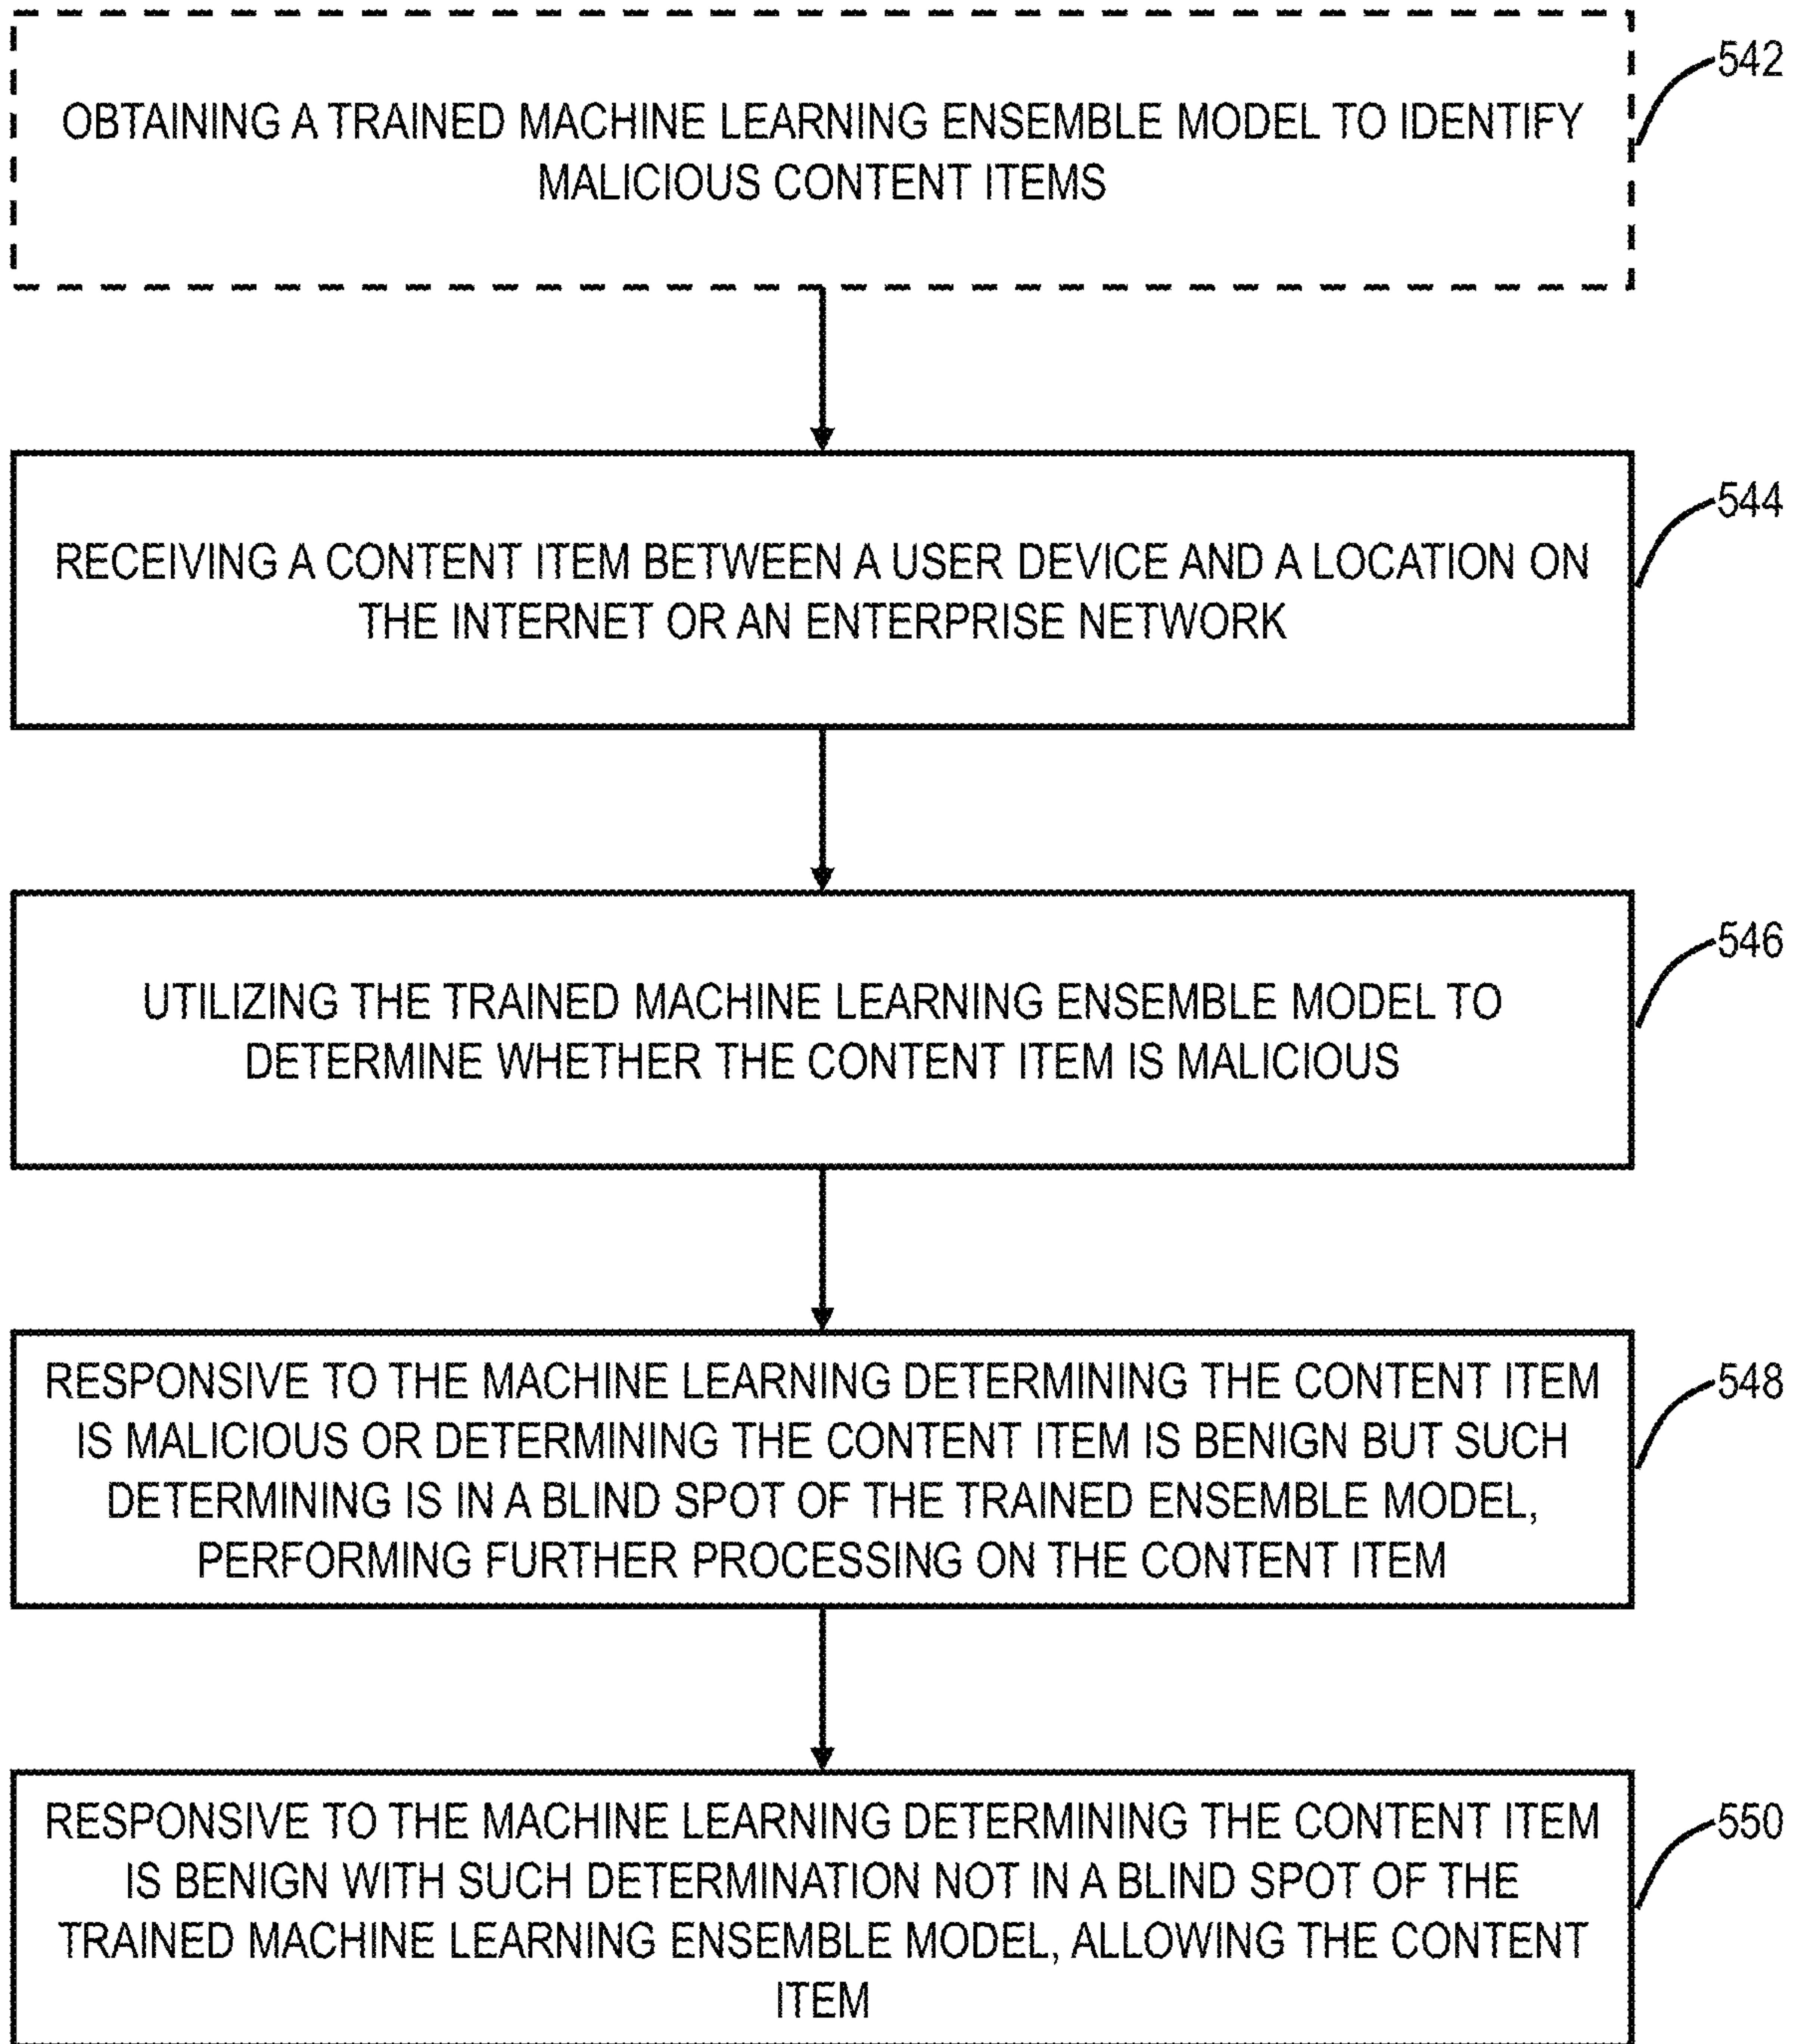 OBTAINING A TRAINED MACHINE LEARNING ENSEMBLE MODEL TO IDENTIFY
MALICIOUS CONTENT ITEMS
542
RECEIVING A CONTENT ITEM BETWEEN A USER DEVICE AND A LOCATION ON
THE INTERNET OR AN ENTERPRISE NETWORK
544
UTILIZING THE TRAINED MACHINE LEARNING ENSEMBLE MODEL TO
DETERMINE WHETHER THE CONTENT ITEM IS MALICIOUS
546
RESPONSIVE TO THE MACHINE LEARNING DETERMINING THE CONTENT ITEM
IS MALICIOUS OR DETERMINING THE CONTENT ITEM IS BENIGN BUT SUCH
DETERMINING IS IN A BLIND SPOT OF THE TRAINED ENSEMBLE MODEL,
PERFORMING FURTHER PROCESSING ON THE CONTENT ITEM
548
RESPONSIVE TO THE MACHINE LEARNING DETERMINING THE CONTENT ITEM
IS BENIGN WITH SUCH DETERMINATION NOT IN A BLIND SPOT OF THE
TRAINED MACHINE LEARNING ENSEMBLE MODEL, ALLOWING THE CONTENT
ITEM
550